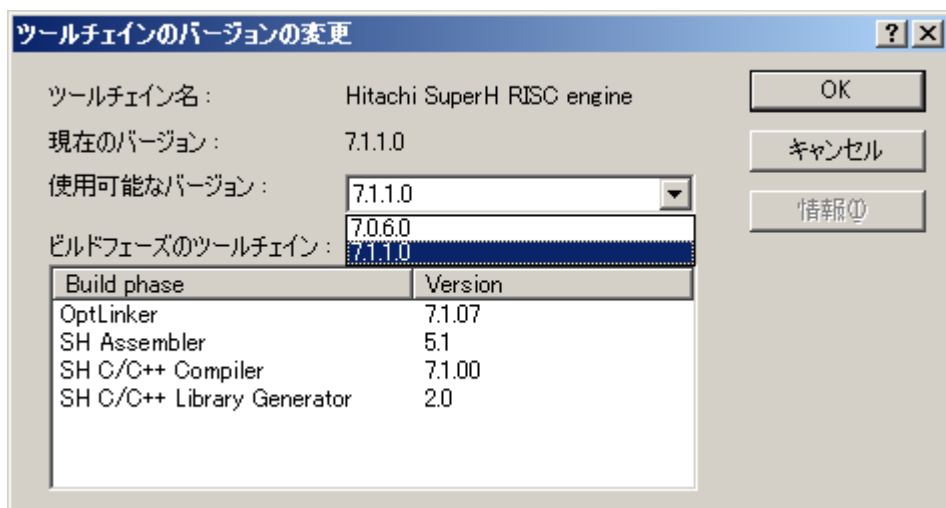 ツールチェインのバージョンの変更
ツールチェイン名 : Hitachi SuperH RISC engine
OK
現在のバージョン : 7.1.1.0
キャンセル
使用可能なバージョン : 7.1.1.0
情報(I)
7.0.6.0
ビルドフェーズのツールチェイン : 7.1.1.0
Build phase Version
OptLinker 7.1.07
SH Assembler 5.1
SH C/C++ Compiler 7.1.00
SH C/C++ Library Generator 2.0